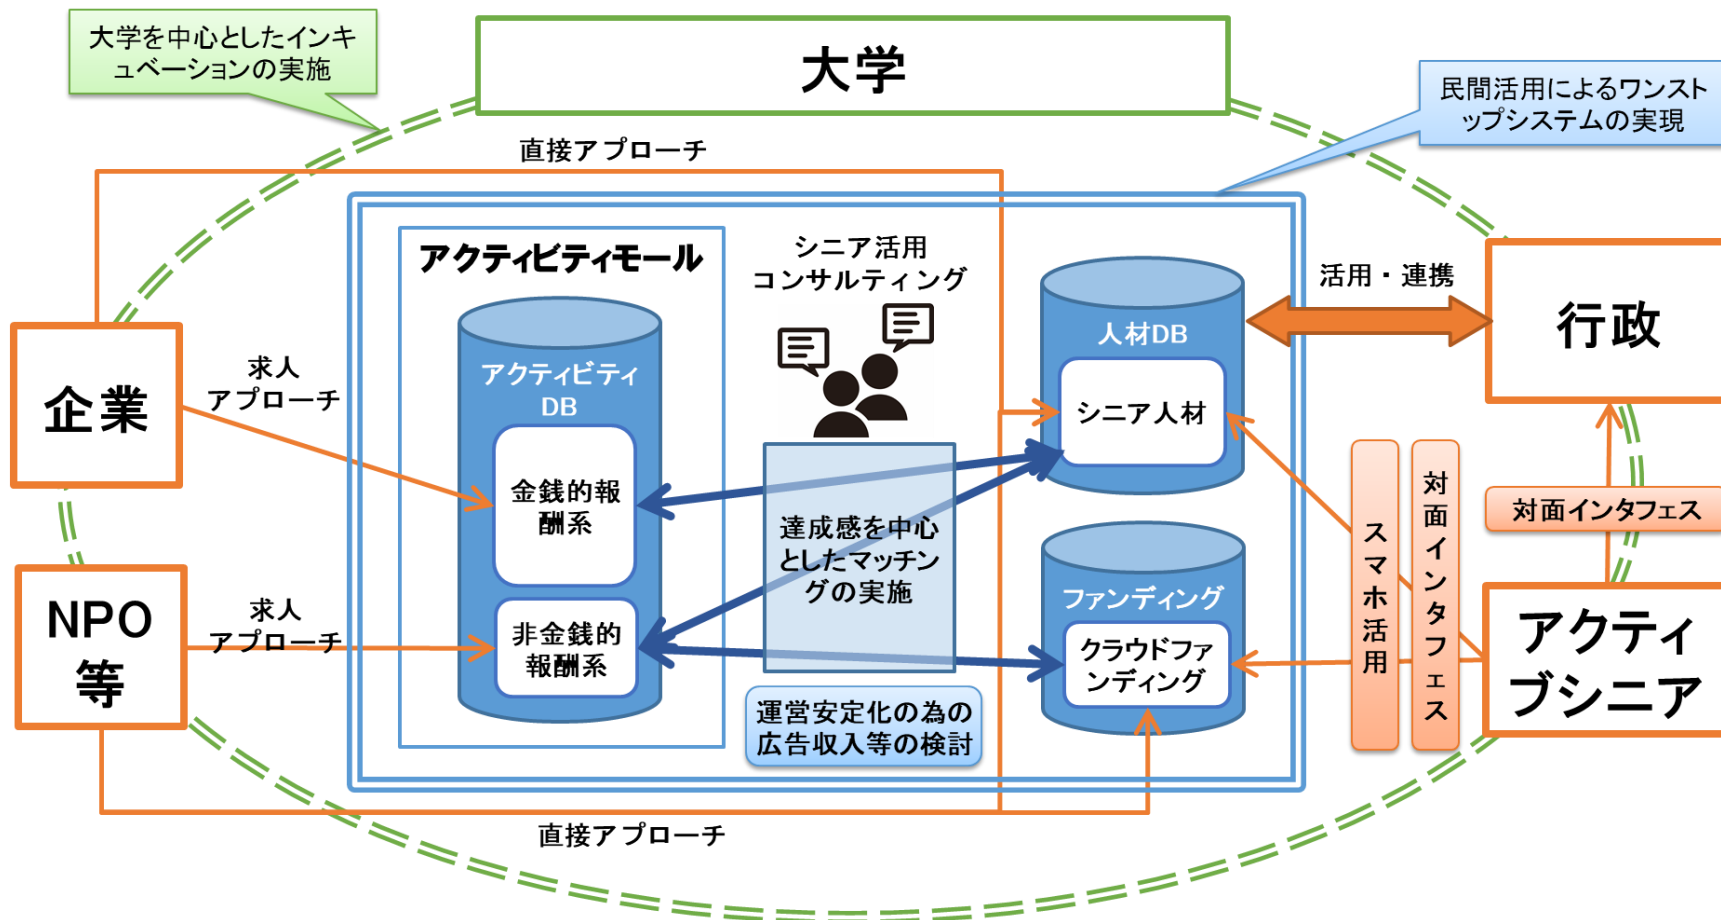 大学を中心としたインキ
ュベーションの実施
大学
民間活用によるワンスト
ップシステムの実現
直接アプローチ
アクティビティモール
シニア活用
コンサルティング
活用・連携
行政
企業
求人
アプローチ
アクティビティ
DB
人材DB
シニア人材
金銭的報
酬系
達成感を中心
としたマッチン
グの実施
スマホ活用
対面インタフェス
対面インタフェス
NPO
等
求人
アプローチ
非金銭的
報酬系
ファンディング
クラウドファ
ンディング
アクティ
ブシニア
運営安定化の為の
広告収入等の検討
直接アプローチ